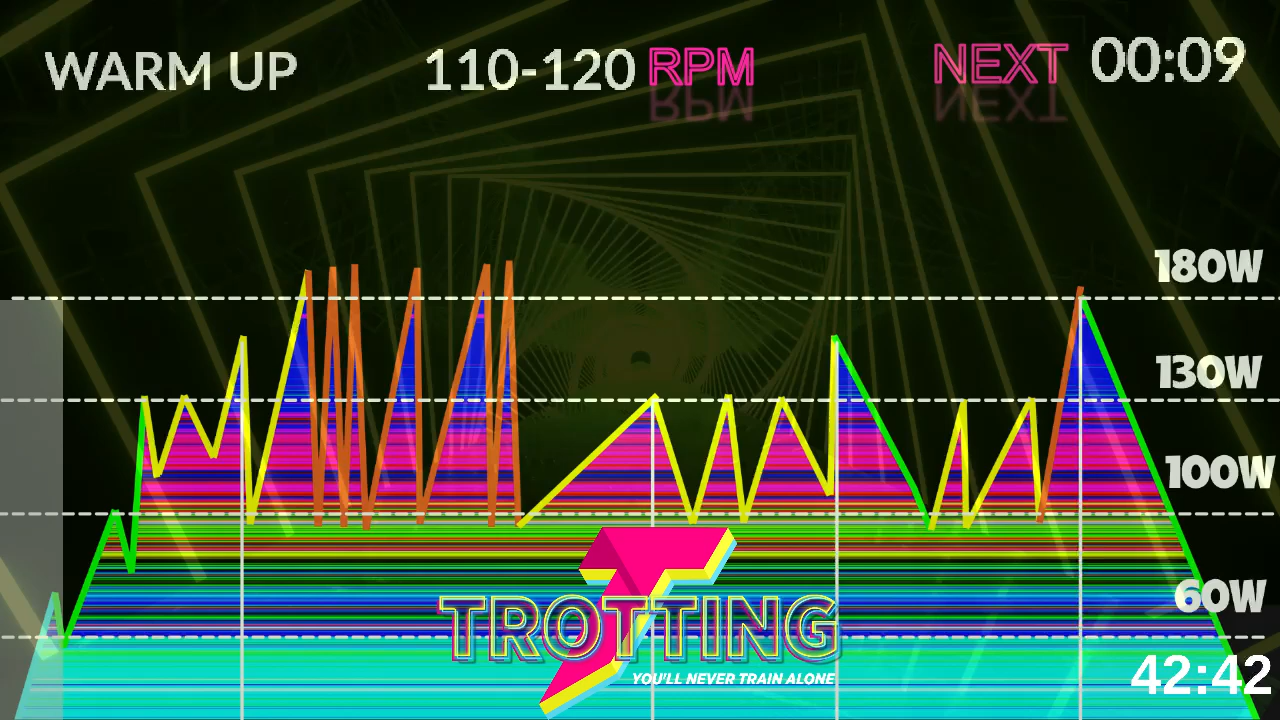 WARM UP 110-120 RPM NEXT 00:09
180W
130W
100W
60W
TROTTING
YOU'LL NEVER TRAIN ALONE
42:42